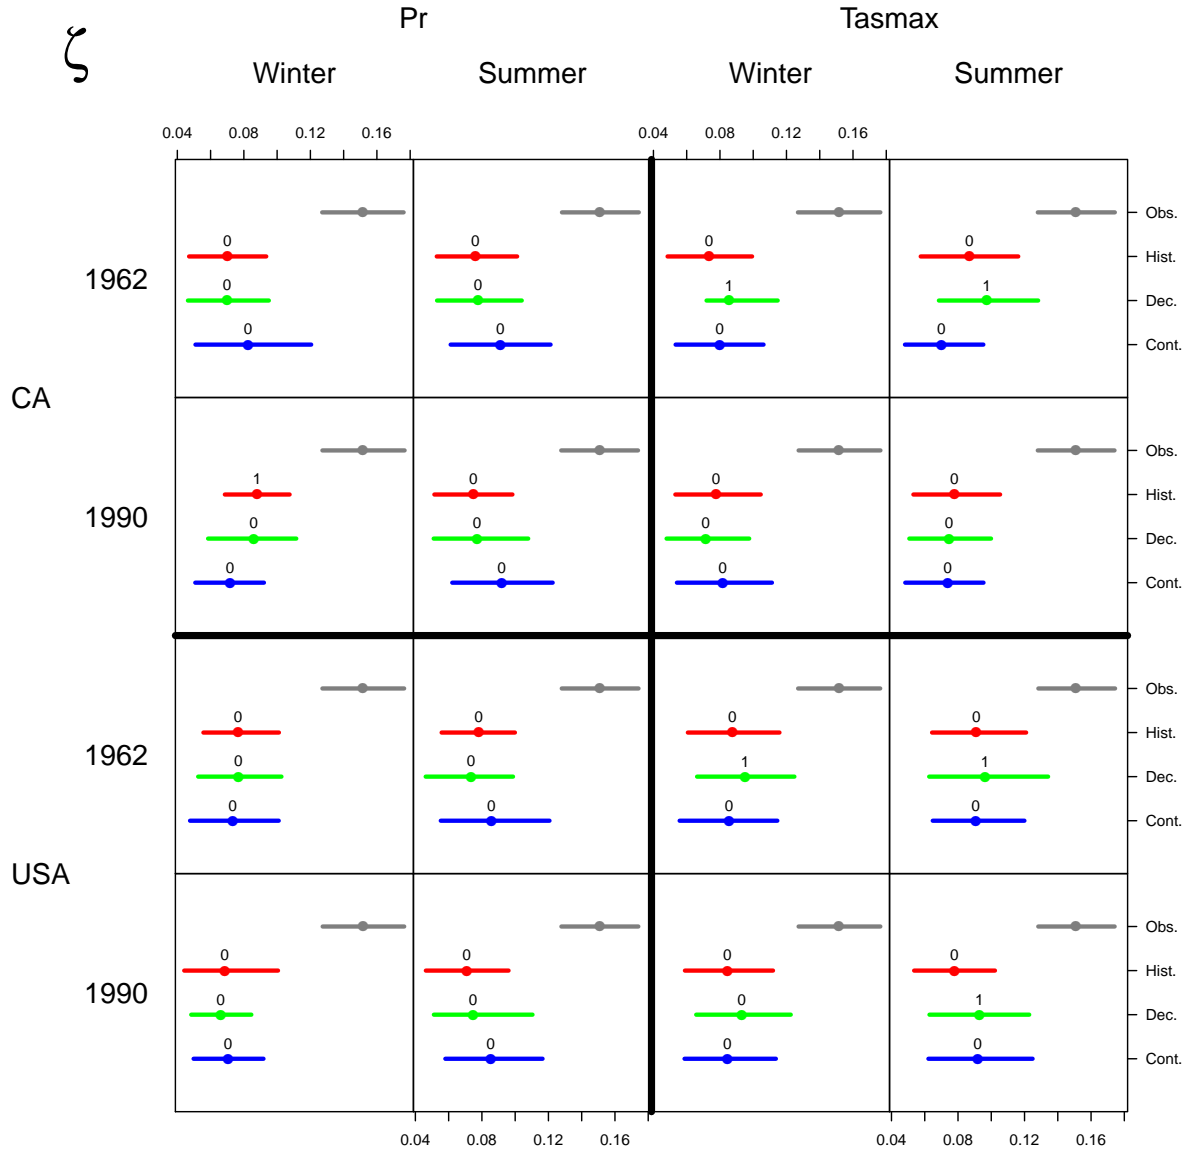 ζ
Pr Tasmax
Winter Summer Winter Summer
0.04 0.08 0.12 0.16 0.04 0.08 0.12 0.16
Obs.
0 0 0 0 Hist.
1962
0 0 1 1 Dec.
0 0 0 0 Cont.
CA
Obs.
1 0 0 0 Hist.
1990
0 0 0 0 Dec.
0 0 0 0 Cont.
Obs.
0 0 0 0 Hist.
1962
0 0 1 1 Dec.
0 0 0 0 Cont.
USA
Obs.
0 0 0 0 Hist.
1990
0 0 0 1 Dec.
0 0 0 0 Cont.
0.04 0.08 0.12 0.16 0.04 0.08 0.12 0.16